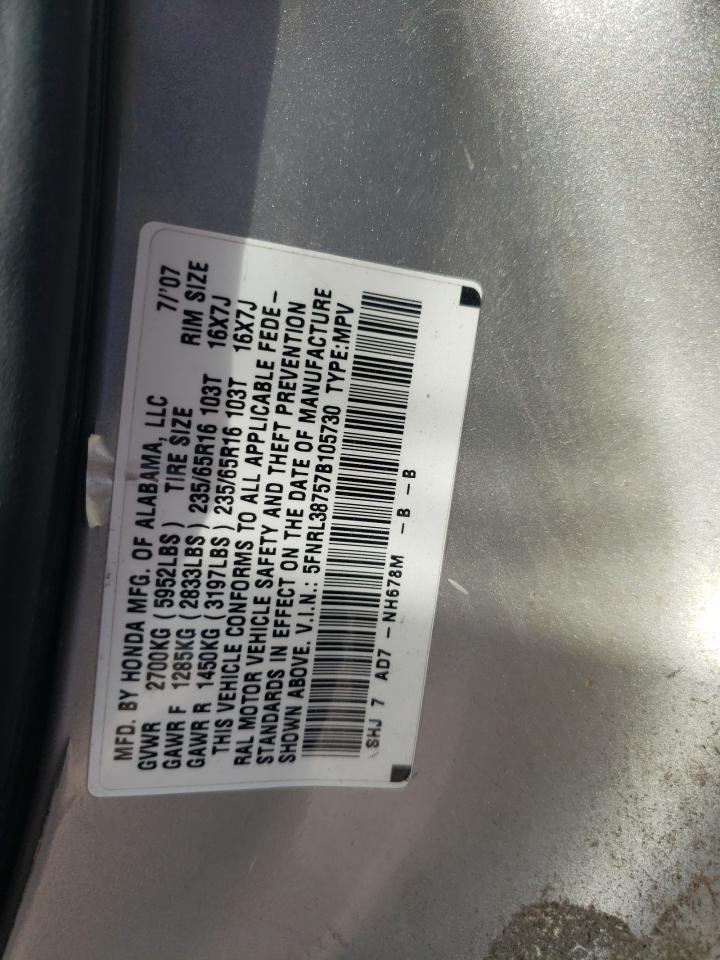 MFD. BY HONDA MFG. OF ALABAMA, LLC 7/'07
GVWR 2700KG (5952LBS) TIRE SIZE RIM SIZE
GAWR F 1285KG (2833LBS) 235/65R16 103T 16X7J
GAWR R 1450KG (3197LBS) 235/65R16 103T 16X7J
THIS VEHICLE CONFORMS TO ALL APPLICABLE FEDE-
RAL MOTOR VEHICLE SAFETY AND THEFT PREVENTION
STANDARDS IN EFFECT ON THE DATE OF MANUFACTURE
SHOWN ABOVE. V.I.N.: 5FNRL38757B105730 TYPE:MPV
SHJ 7 AD7 -NH678M -B -B